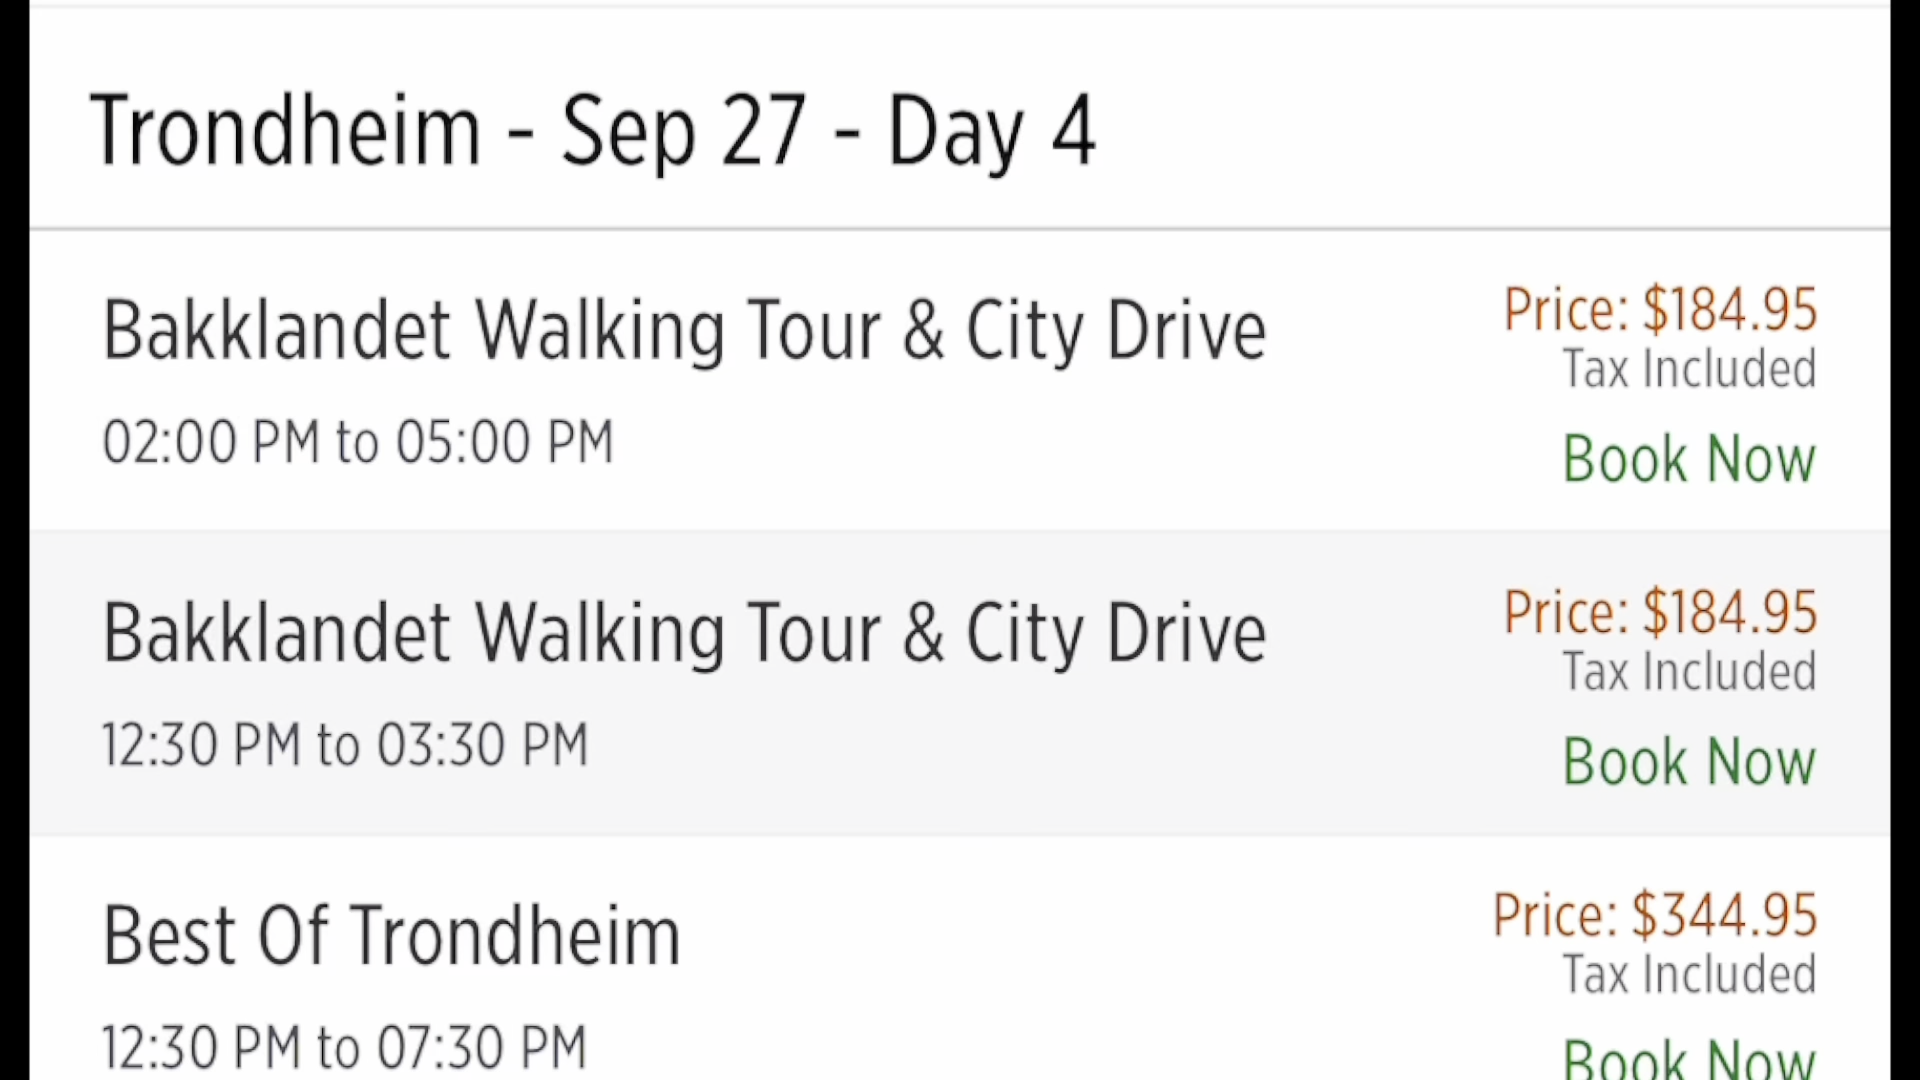 Trondheim - Sep 27 - Day 4
Bakklandet Walking Tour & City Drive
Price: $184.95
Tax Included
02:00 PM to 05:00 PM
Book Now
Bakklandet Walking Tour & City Drive
Price: $184.95
Tax Included
12:30 PM to 03:30 PM
Book Now
Best Of Trondheim
Price: $344.95
Tax Included
12:30 PM to 07:30 PM
Book Now